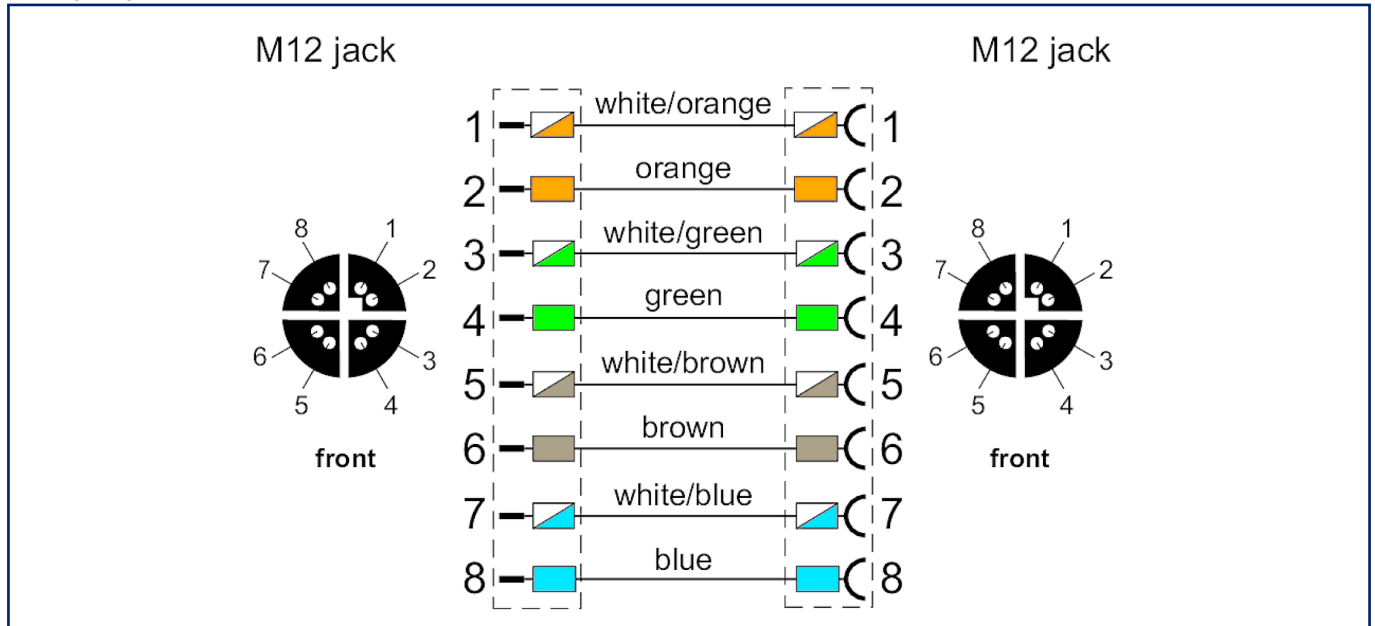 M12 jack
M12 jack
1 white/orange 1
2 orange 2
3 white/green 3
4 green 4
5 white/brown 5
6 brown 6
7 white/blue 7
8 blue 8
8 1
7 2
6 3
5 4
front
8 1
7 2
6 3
5 4
front